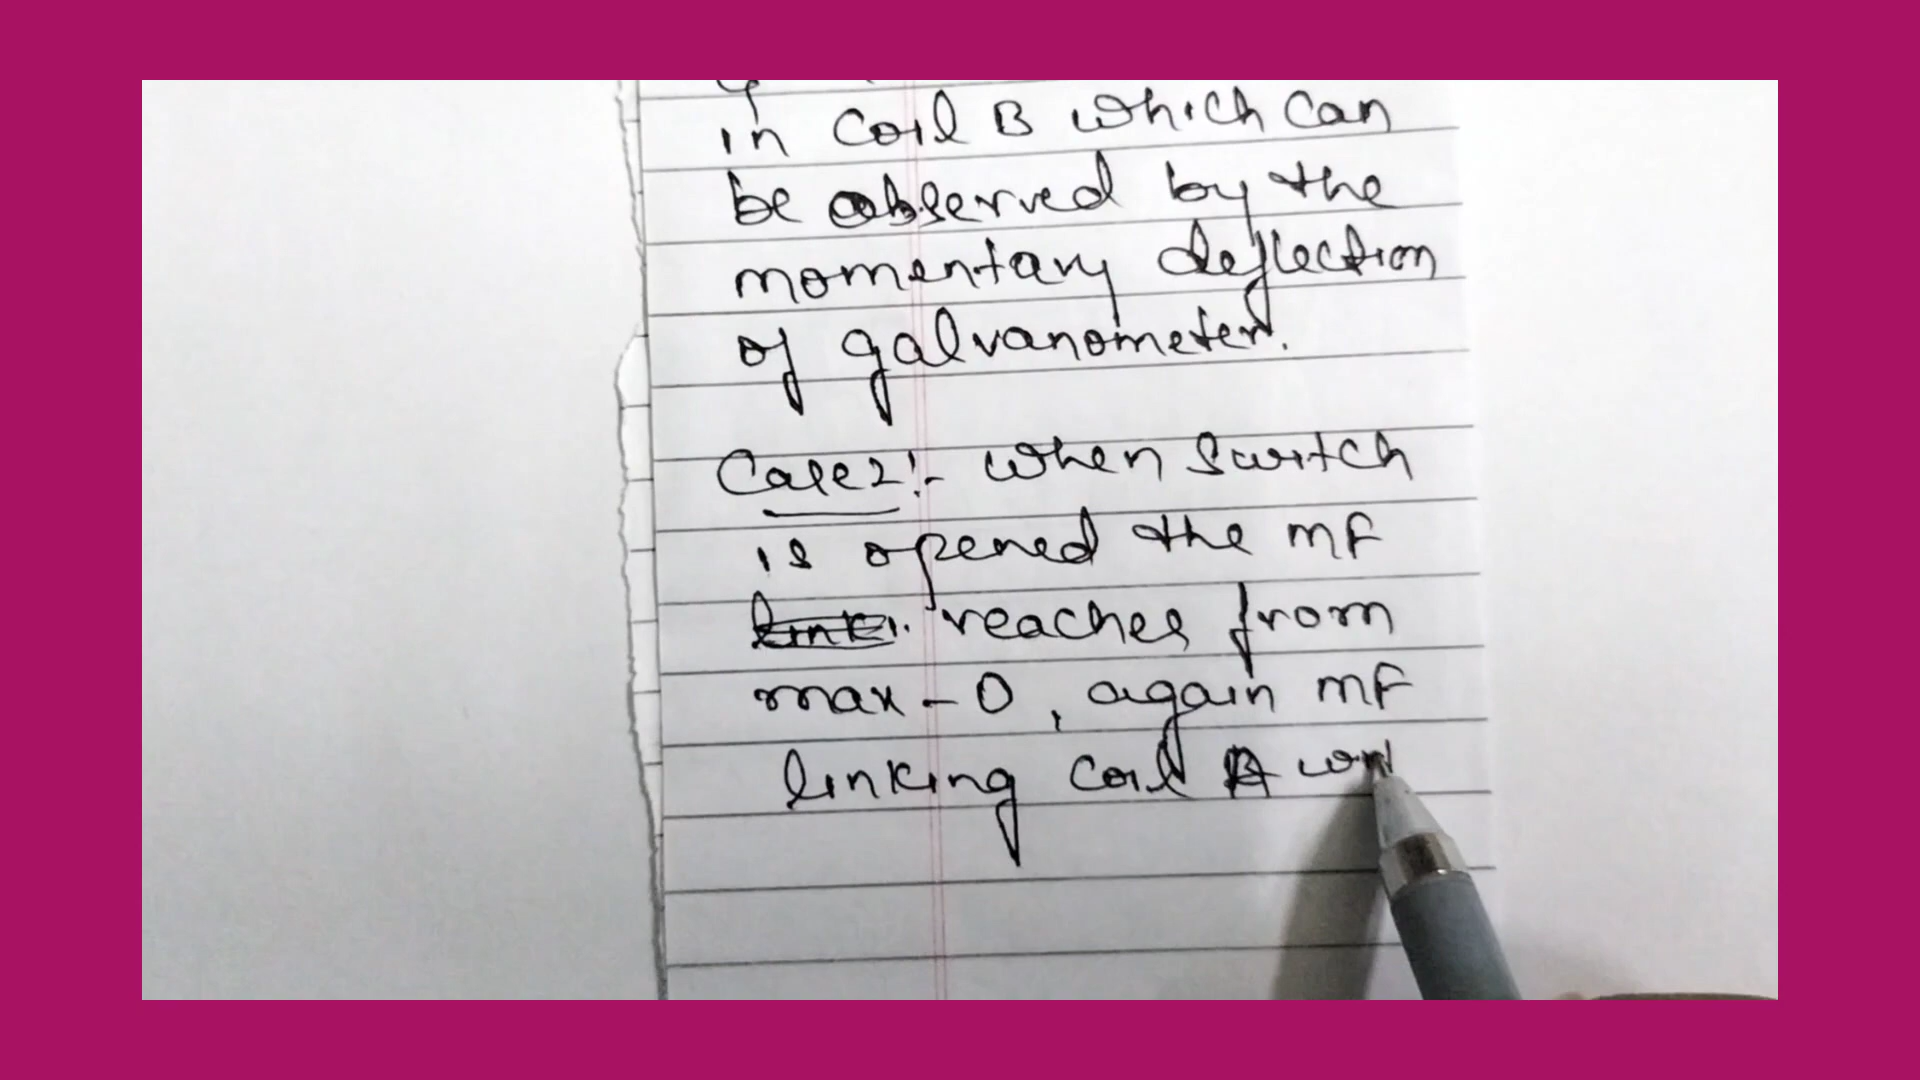 in coil B which can
be observed by the
momentary deflection
of galvanometer.
Case2:- when switch
is opened the MF
reaches from
max - 0, again MF
linking coil